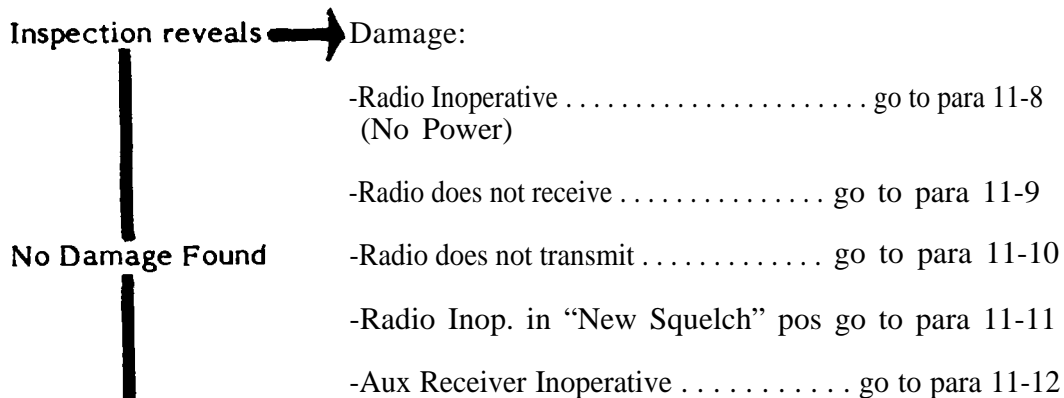 Inspection reveals Damage:
-Radio Inoperative . . . . . . . . . . . . . . . . . . . . . . go to para 11-8
(No Power)
-Radio does not receive . . . . . . . . . . . . . . . go to para 11-9
No Damage Found -Radio does not transmit . . . . . . . . . . . . . go to para 11-10
-Radio Inop. in “New Squelch” pos go to para 11-11
-Aux Receiver Inoperative . . . . . . . . . . . go to para 11-12